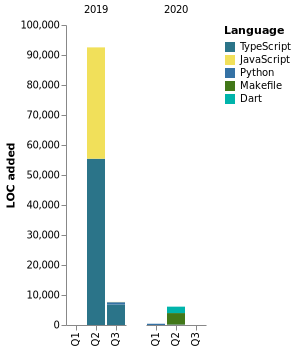 2019 2020
100,000
90,000
80,000
70,000
60,000
50,000
40,000
30,000
20,000
10,000
0
LOC added
Q1 Q2 Q3 Q1 Q2 Q3
Language
TypeScript
JavaScript
Python
Makefile
Dart